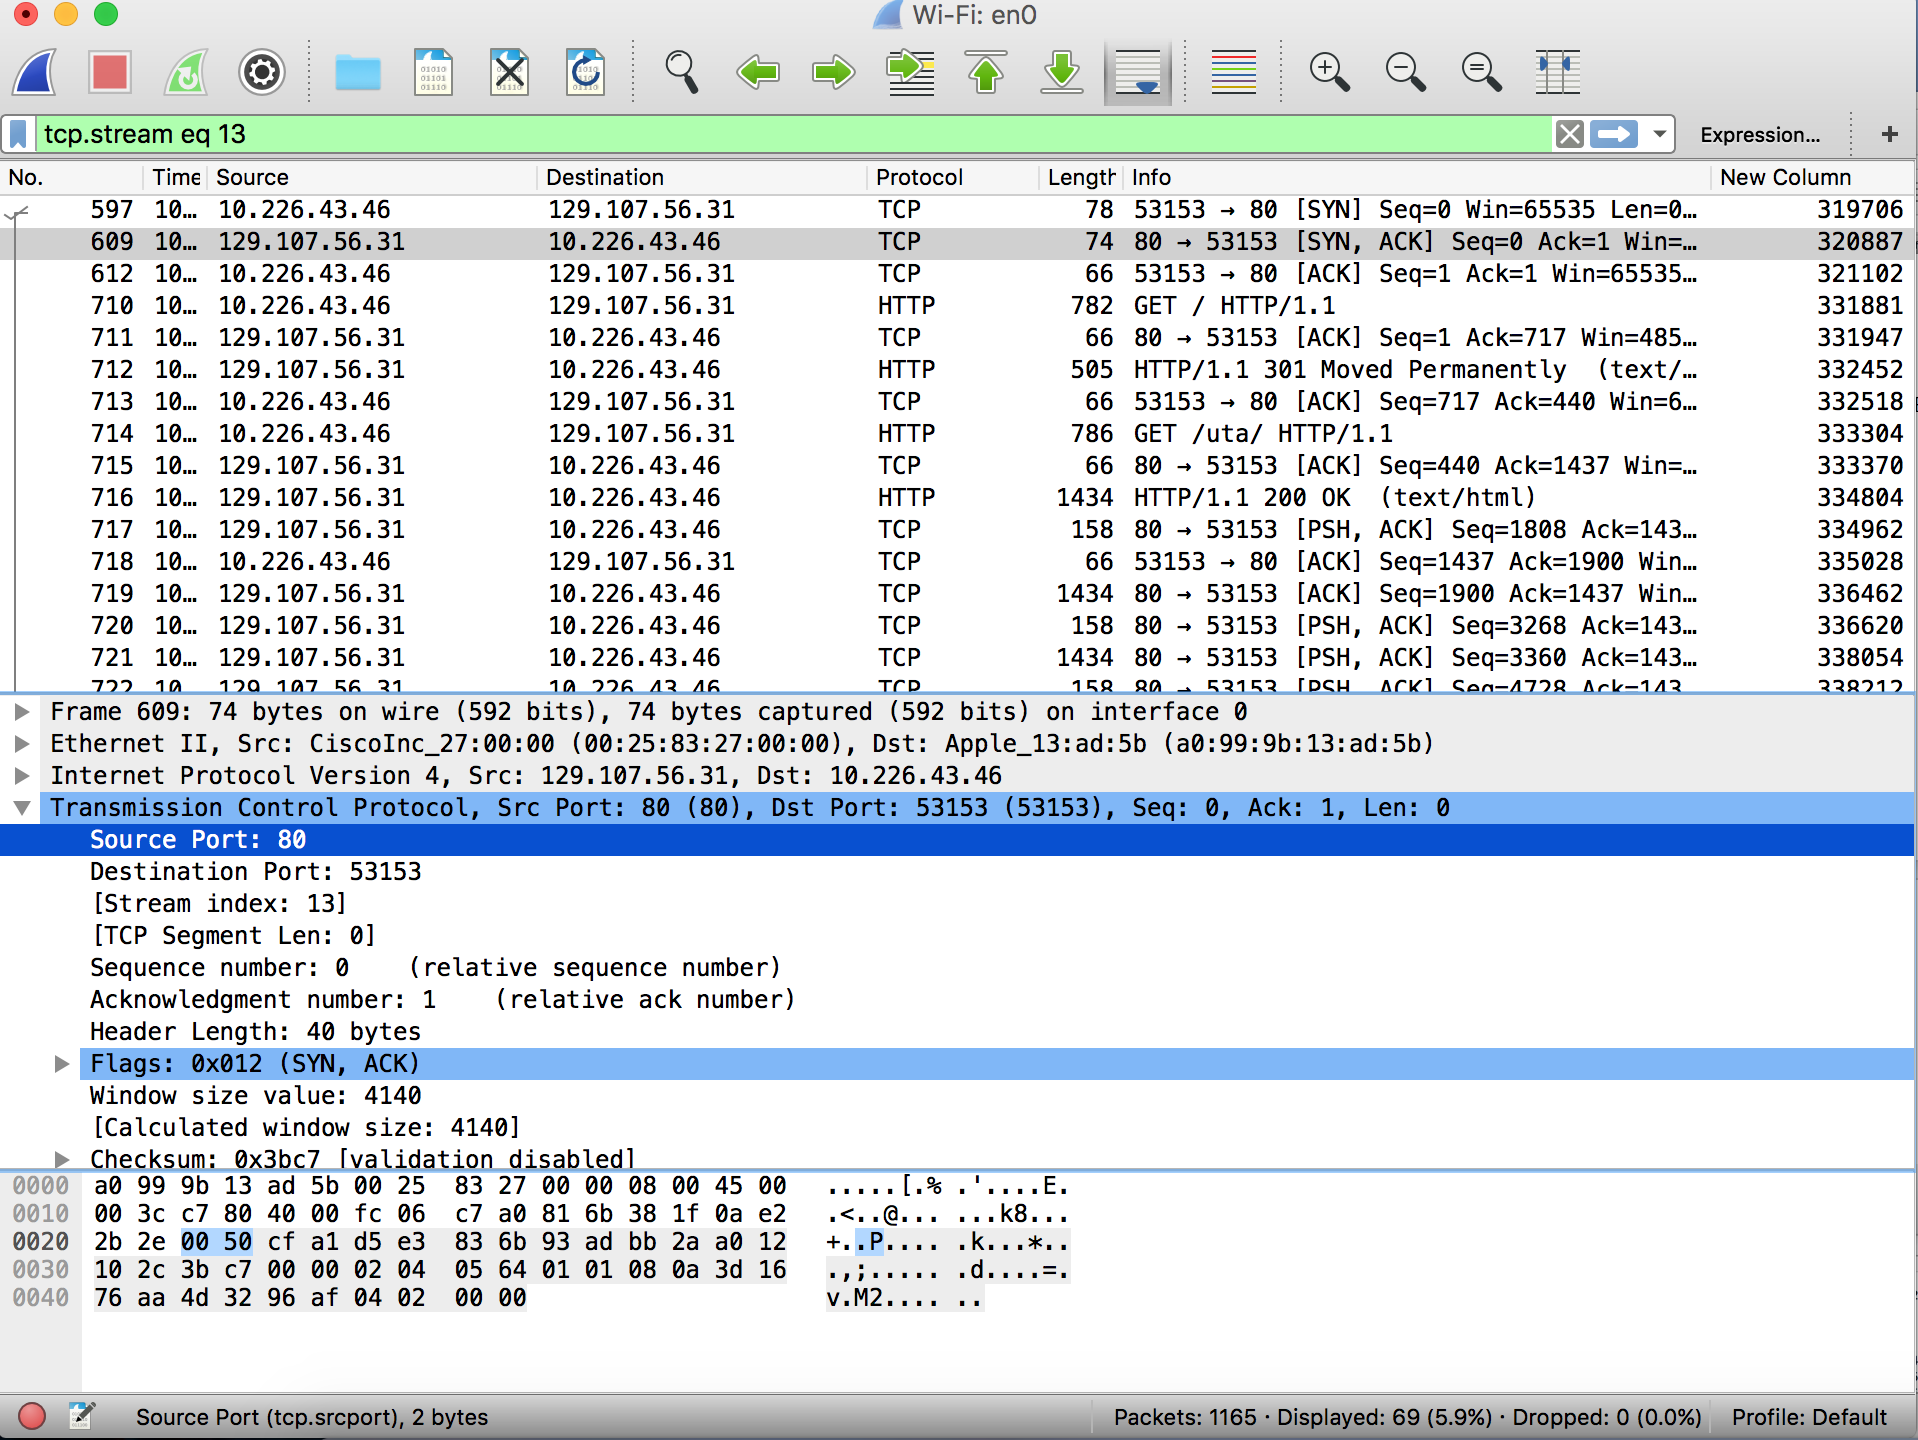 Wi-Fi: en0
tcp.stream eq 13
Expression...
+
No. Time Source Destination Protocol Length Info New Column
597 10... 10.226.43.46 129.107.56.31 TCP 78 53153 → 80 [SYN] Seq=0 Win=65535 Len=0... 319706
609 10... 129.107.56.31 10.226.43.46 TCP 74 80 → 53153 [SYN, ACK] Seq=0 Ack=1 Win=... 320887
612 10... 10.226.43.46 129.107.56.31 TCP 66 53153 → 80 [ACK] Seq=1 Ack=1 Win=65535... 321102
710 10... 10.226.43.46 129.107.56.31 HTTP 782 GET / HTTP/1.1 331881
711 10... 129.107.56.31 10.226.43.46 TCP 66 80 → 53153 [ACK] Seq=1 Ack=717 Win=485... 331947
712 10... 129.107.56.31 10.226.43.46 HTTP 505 HTTP/1.1 301 Moved Permanently (text/... 332452
713 10... 10.226.43.46 129.107.56.31 TCP 66 53153 → 80 [ACK] Seq=717 Ack=440 Win=6... 332518
714 10... 10.226.43.46 129.107.56.31 HTTP 786 GET /uta/ HTTP/1.1 333304
715 10... 129.107.56.31 10.226.43.46 TCP 66 80 → 53153 [ACK] Seq=440 Ack=1437 Win=... 333370
716 10... 129.107.56.31 10.226.43.46 HTTP 1434 HTTP/1.1 200 OK (text/html) 334804
717 10... 129.107.56.31 10.226.43.46 TCP 158 80 → 53153 [PSH, ACK] Seq=1808 Ack=143... 334962
718 10... 10.226.43.46 129.107.56.31 TCP 66 53153 → 80 [ACK] Seq=1437 Ack=1900 Win... 335028
719 10... 129.107.56.31 10.226.43.46 TCP 1434 80 → 53153 [ACK] Seq=1900 Ack=1437 Win... 336462
720 10... 129.107.56.31 10.226.43.46 TCP 158 80 → 53153 [PSH, ACK] Seq=3268 Ack=143... 336620
721 10... 129.107.56.31 10.226.43.46 TCP 1434 80 → 53153 [PSH, ACK] Seq=3360 Ack=143... 338054
722 10... 129.107.56.31 10.226.43.46 TCP 158 80 → 53153 [PSH, ACK] Seq=4728 Ack=143... 338212
Frame 609: 74 bytes on wire (592 bits), 74 bytes captured (592 bits) on interface 0
Ethernet II, Src: CiscoInc_27:00:00 (00:25:83:27:00:00), Dst: Apple_13:ad:5b (a0:99:9b:13:ad:5b)
Internet Protocol Version 4, Src: 129.107.56.31, Dst: 10.226.43.46
Transmission Control Protocol, Src Port: 80 (80), Dst Port: 53153 (53153), Seq: 0, Ack: 1, Len: 0
Source Port: 80
Destination Port: 53153
[Stream index: 13]
[TCP Segment Len: 0]
Sequence number: 0 (relative sequence number)
Acknowledgment number: 1 (relative ack number)
Header Length: 40 bytes
Flags: 0x012 (SYN, ACK)
Window size value: 4140
[Calculated window size: 4140]
Checksum: 0x3bc7 [validation disabled]
0000 a0 99 9b 13 ad 5b 00 25 83 27 00 00 08 00 45 00 .....[.% .'....E.
0010 00 3c c7 80 40 00 fc 06 c7 a0 81 6b 38 1f 0a e2 .<..@... ...k8...
0020 2b 2e 00 50 cf a1 d5 e3 83 6b 93 ad bb 2a a0 12 +..P.... .k...*..
0030 10 2c 3b c7 00 00 02 04 05 64 01 01 08 0a 3d 16 .,;..... .d....=.
0040 76 aa 4d 32 96 af 04 02 00 00 v.M2.... ..
Source Port (tcp.srcport), 2 bytes
Packets: 1165 · Displayed: 69 (5.9%) · Dropped: 0 (0.0%)
Profile: Default